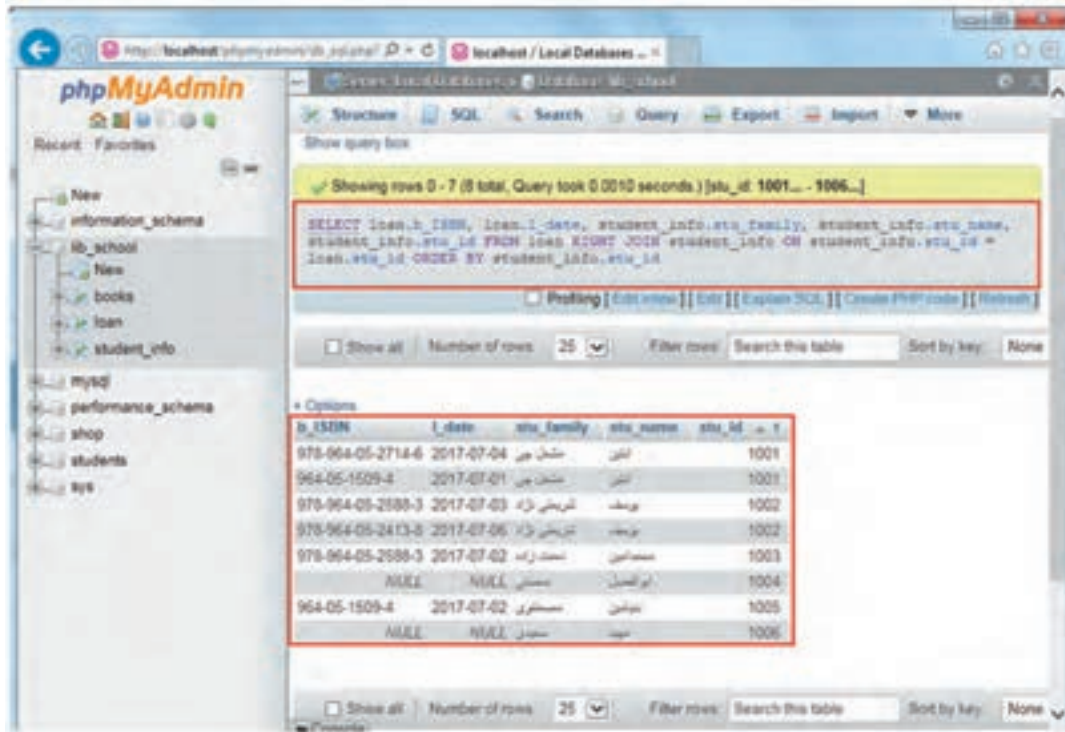 localhost / Local Databases ...
phpMyAdmin
Recent Favorites
New
information_schema
lib_school
New
books
loan
student_info
mysql
performance_schema
shop
students
sys
Structure SQL Search Query Export Import More
Show query box
Showing rows 0 - 7 (8 total, Query took 0.0010 seconds.) [stu_id: 1001... - 1006...]
SELECT loan.b_ISBN, loan.l_date, student_info.stu_family, student_info.stu_name,
student_info.stu_id FROM loan RIGHT JOIN student_info ON student_info.stu_id =
loan.stu_id ORDER BY student_info.stu_id
Profiling [ Edit inline ] [ Edit ] [ Explain SQL ] [ Create PHP code ] [ Refresh ]
Show all Number of rows: 25 Filter rows: Search this table Sort by key: None
+ Options
b_ISBN l_date stu_family stu_name stu_id 1
978-964-05-2714-6 2017-07-04 1001
964-05-1509-4 2017-07-01 1001
978-964-05-2588-3 2017-07-03 شریعتی نژاد یوسف 1002
978-964-05-2413-8 2017-07-06 شریعتی نژاد یوسف 1002
978-964-05-2588-3 2017-07-02 محمدامین 1003
NULL NULL ابوالفضل 1004
964-05-1509-4 2017-07-02 مصطفوی 1005
NULL NULL 1006
Show all Number of rows: 25 Filter rows: Search this table Sort by key: None
Console